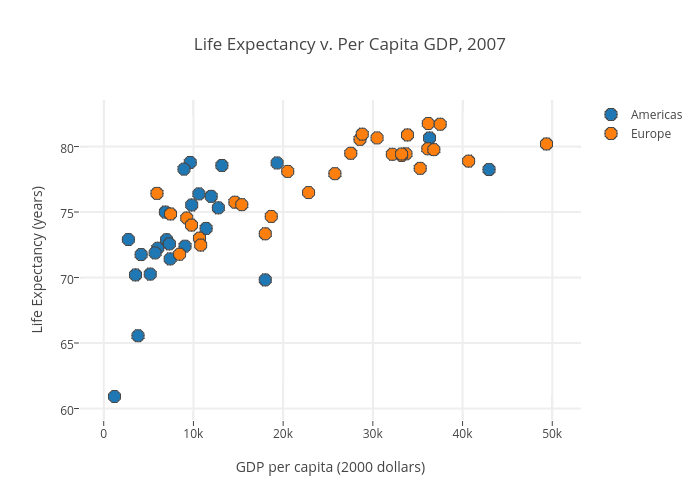 Life Expectancy v. Per Capita GDP, 2007
Americas
Europe
Life Expectancy (years)
80
75
70
65
60
0
10k
20k
30k
40k
50k
GDP per capita (2000 dollars)